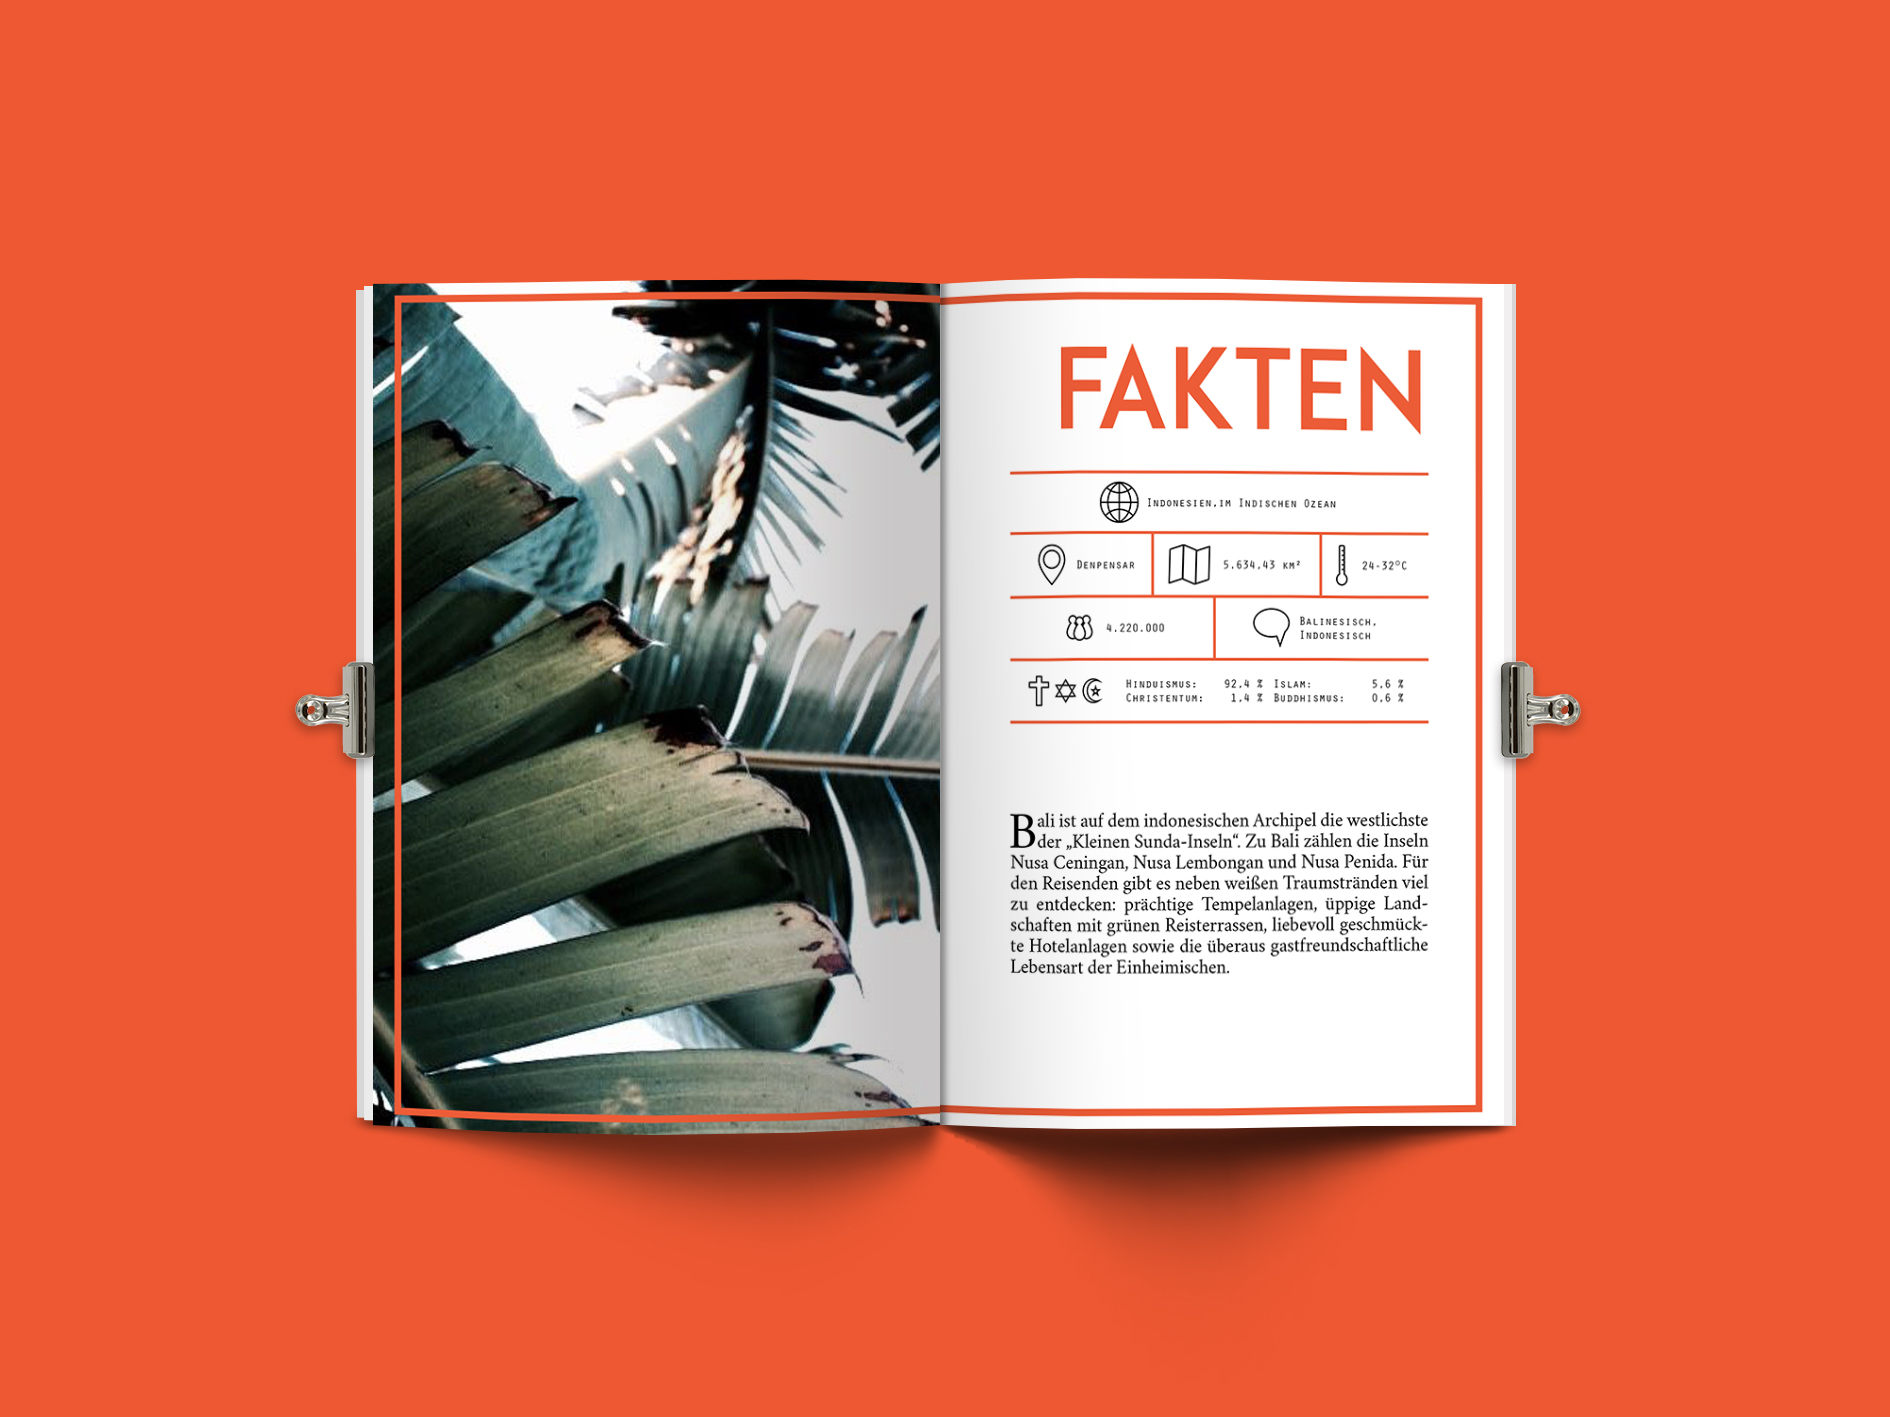 FAKTEN
Indonesien,im Indischen Ozean
Denpensar
5.634,43 km²
24-32°C
4.220.000
Balinesisch,
Indonesisch
Hinduismus: 92,4 % Islam: 5,6 %
Christentum: 1,4 % Buddhismus: 0,6 %
Bali ist auf dem indonesischen Archipel die westlichste
der „Kleinen Sunda-Inseln“. Zu Bali zählen die Inseln
Nusa Ceningan, Nusa Lembongan und Nusa Penida. Für
den Reisenden gibt es neben weißen Traumstränden viel
zu entdecken: prächtige Tempelanlagen, üppige Land-
schaften mit grünen Reisterrassen, liebevoll geschmück-
te Hotelanlagen sowie die überaus gastfreundschaftliche
Lebensart der Einheimischen.